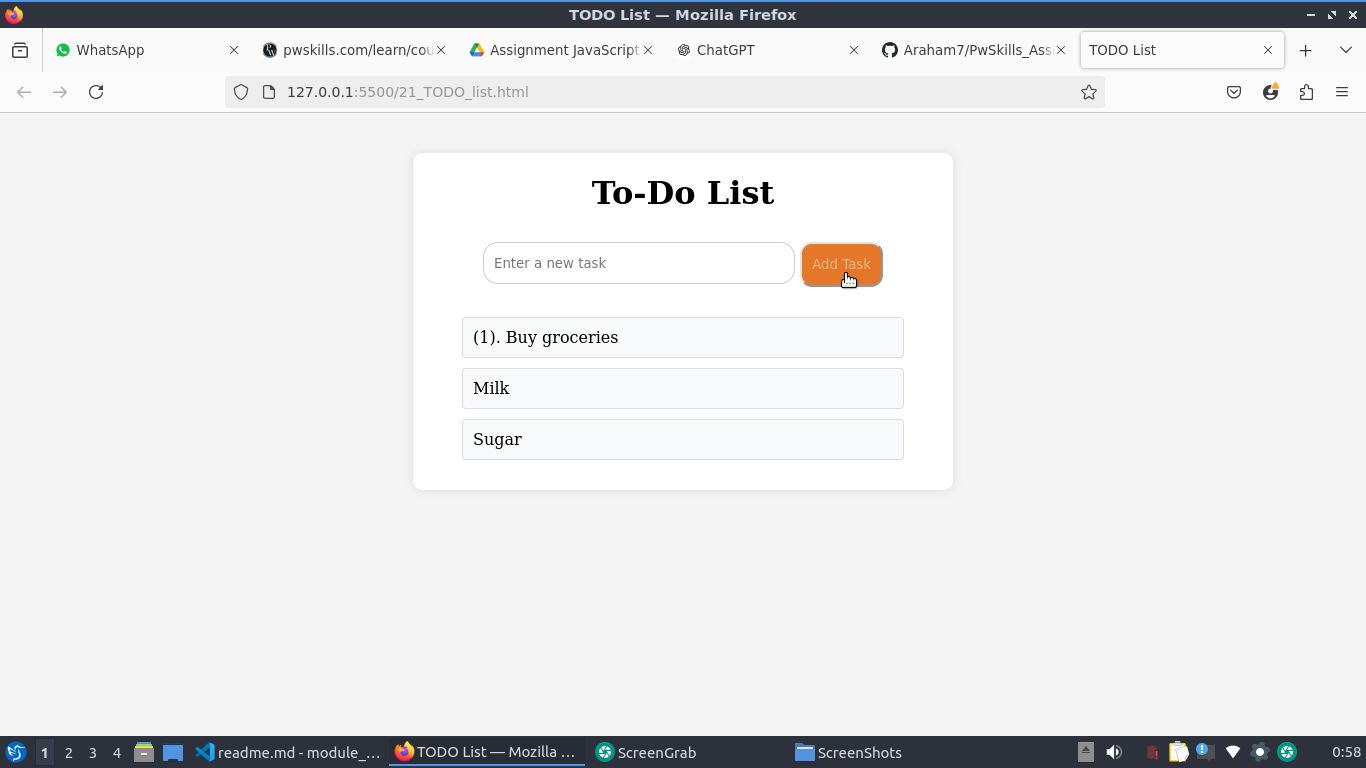 TODO List — Mozilla Firefox
WhatsApp
pwskills.com/learn/cou
Assignment JavaScript
ChatGPT
Araham7/PwSkills_Ass
TODO List
127.0.0.1:5500/21_TODO_list.html
To-Do List
Enter a new task
Add Task
(1). Buy groceries
Milk
Sugar
1
2
3
4
readme.md - module_...
TODO List — Mozilla ...
ScreenGrab
ScreenShots
0:58